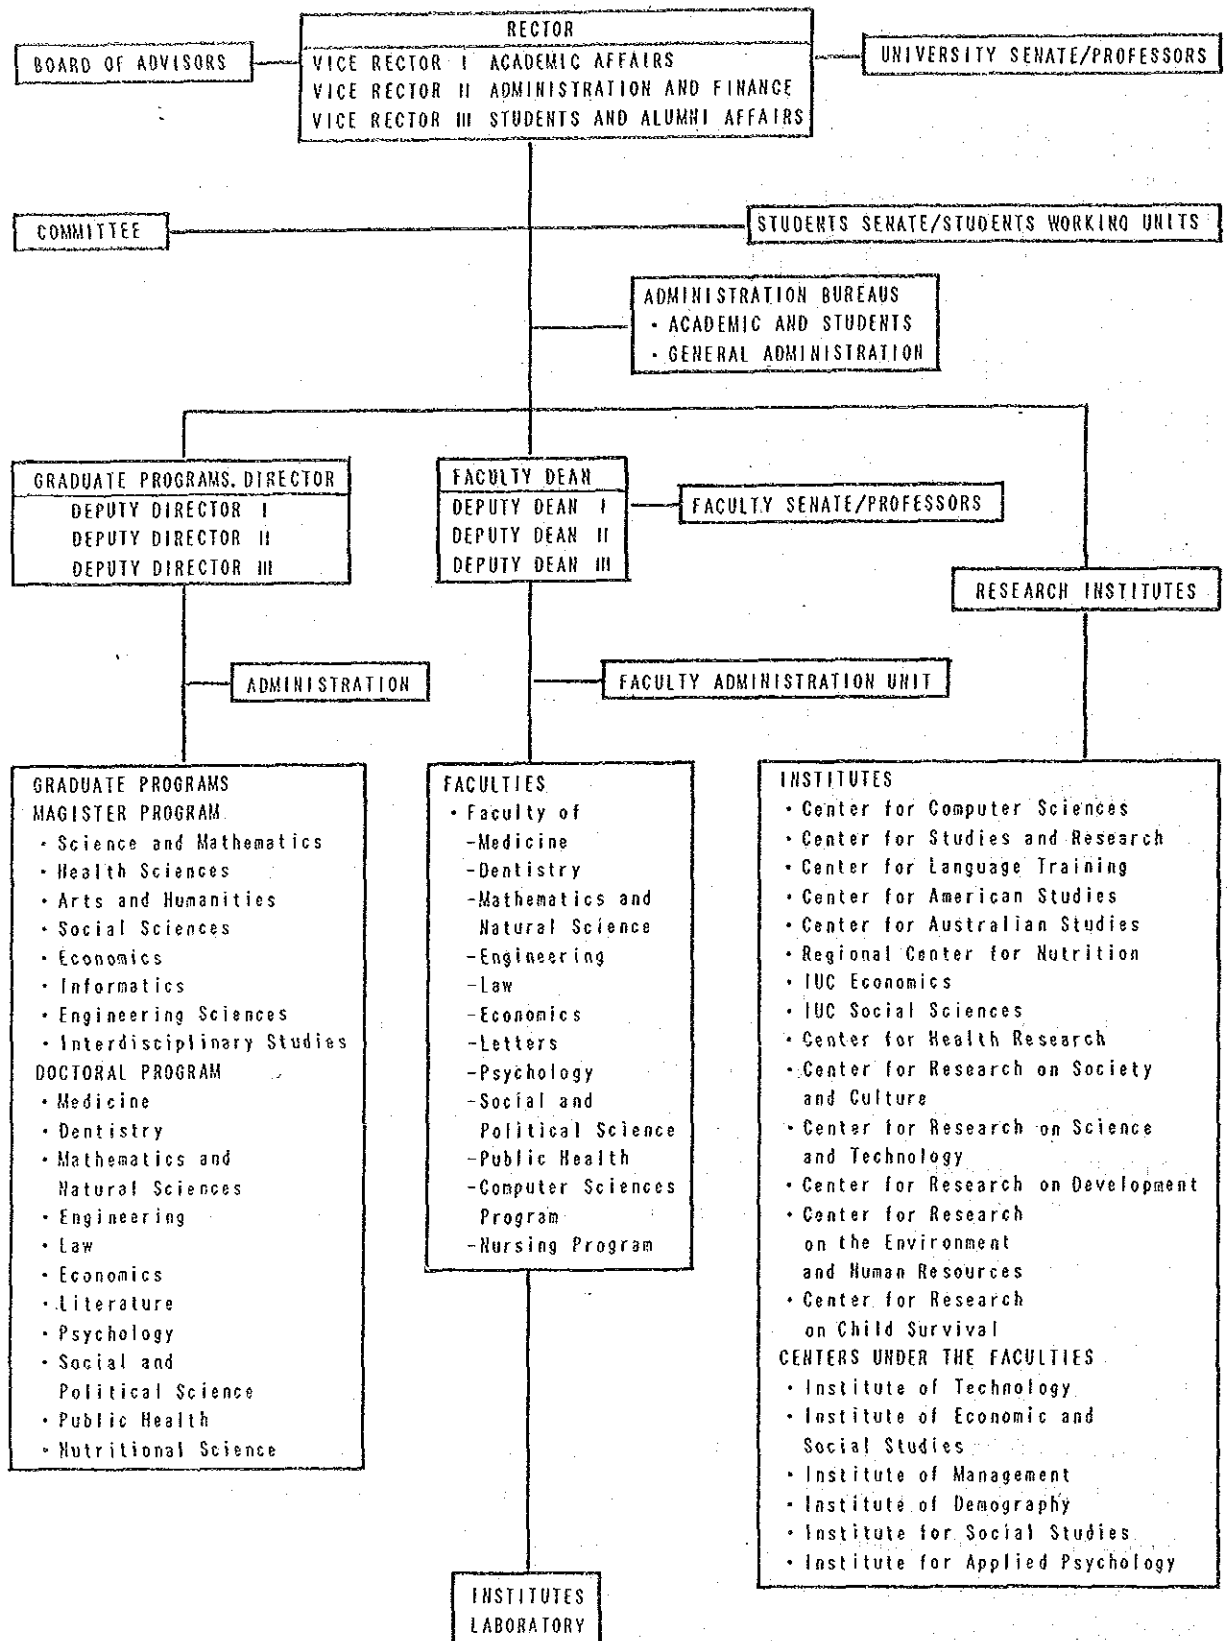 RECTOR
BOARD OF ADVISORS
VICE RECTOR I ACADEMIC AFFAIRS
VICE RECTOR II ADMINISTRATION AND FINANCE
VICE RECTOR III STUDENTS AND ALUMNI AFFAIRS
UNIVERSITY SENATE/PROFESSORS
COMMITTEE
STUDENTS SENATE/STUDENTS WORKING UNITS
ADMINISTRATION BUREAUS
・ACADEMIC AND STUDENTS
・GENERAL ADMINISTRATION
GRADUATE PROGRAMS.DIRECTOR
DEPUTY DIRECTOR I
DEPUTY DIRECTOR II
DEPUTY DIRECTOR III
FACULTY DEAN
DEPUTY DEAN I
DEPUTY DEAN II
DEPUTY DEAN III
FACULTY SENATE/PROFESSORS
RESEARCH INSTITUTES
ADMINISTRATION
FACULTY ADMINISTRATION UNIT
GRADUATE PROGRAMS
MAGISTER PROGRAM
・Science and Mathematics
・Health Sciences
・Arts and Humanities
・Social Sciences
・Economics
・Informatics
・Engineering Sciences
・Interdisciplinary Studies
DOCTORAL PROGRAM
・Medicine
・Dentistry
・Mathematics and
Natural Sciences
・Engineering
・Law
・Economics
・Literature
・Psychology
・Social and
Political Science
・Public Health
・Nutritional Science
FACULTIES
・Faculty of
-Medicine
-Dentistry
-Mathematics and
Natural Science
-Engineering
-Law
-Economics
-Letters
-Psychology
-Social and
Political Science
-Public Health
-Computer Sciences
Program
-Nursing Program
INSTITUTES
・Center for Computer Sciences
・Center for Studies and Research
・Center for Language Training
・Center for American Studies
・Center for Australian Studies
・Regional Center for Nutrition
・IUC Economics
・IUC Social Sciences
・Center for Health Research
・Center for Research on Society
and Culture
・Center for Research on Science
and Technology
・Center for Research on Development
・Center for Research
on the Environment
and Human Resources
・Center for Research
on Child Survival
CENTERS UNDER THE FACULTIES
・Institute of Technology
・Institute of Economic and
Social Studies
・Institute of Management
・Institute of Demography
・Institute for Social Studies
・Institute for Applied Psychology
INSTITUTES
LABORATORY